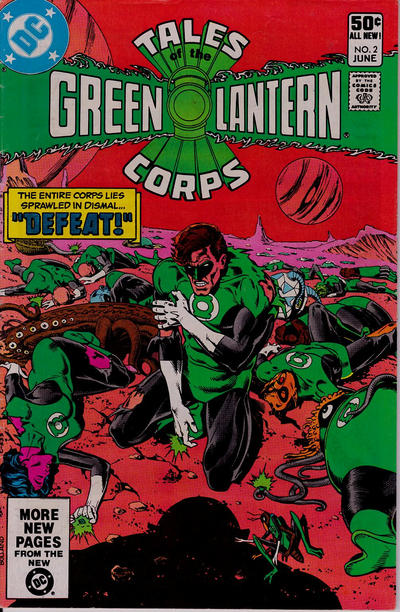 DC
TALES
of the
GREEN LANTERN
CORPS
50¢
ALL NEW!
NO. 2
JUNE
APPROVED
BY THE
COMICS
CODE
AUTHORITY
THE ENTIRE CORPS LIES
SPRAWLED IN DISMAL...
"DEFEAT!"
MORE
NEW
PAGES
FROM THE
NEW
DC
BOLLAND